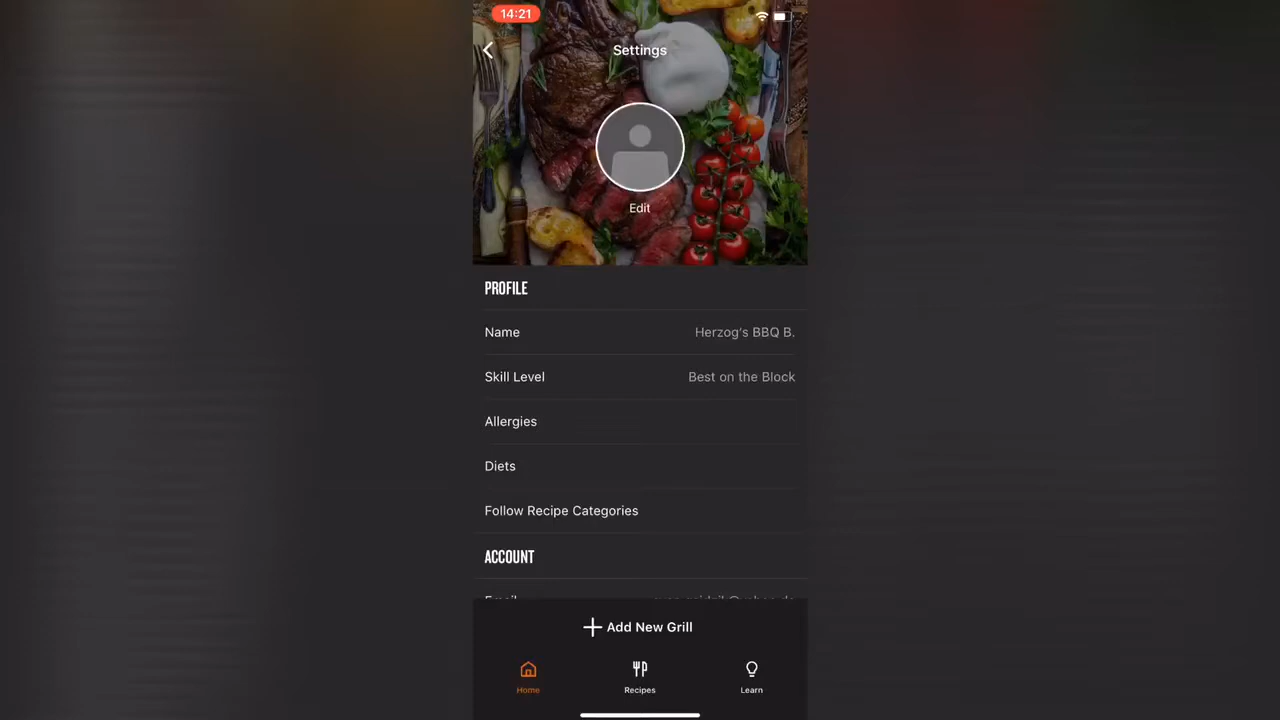 14:21
Settings
Edit
PROFILE
Name Herzog's BBQ B.
Skill Level Best on the Block
Allergies
Diets
Follow Recipe Categories
ACCOUNT
Email
Add New Grill
Home Recipes Learn